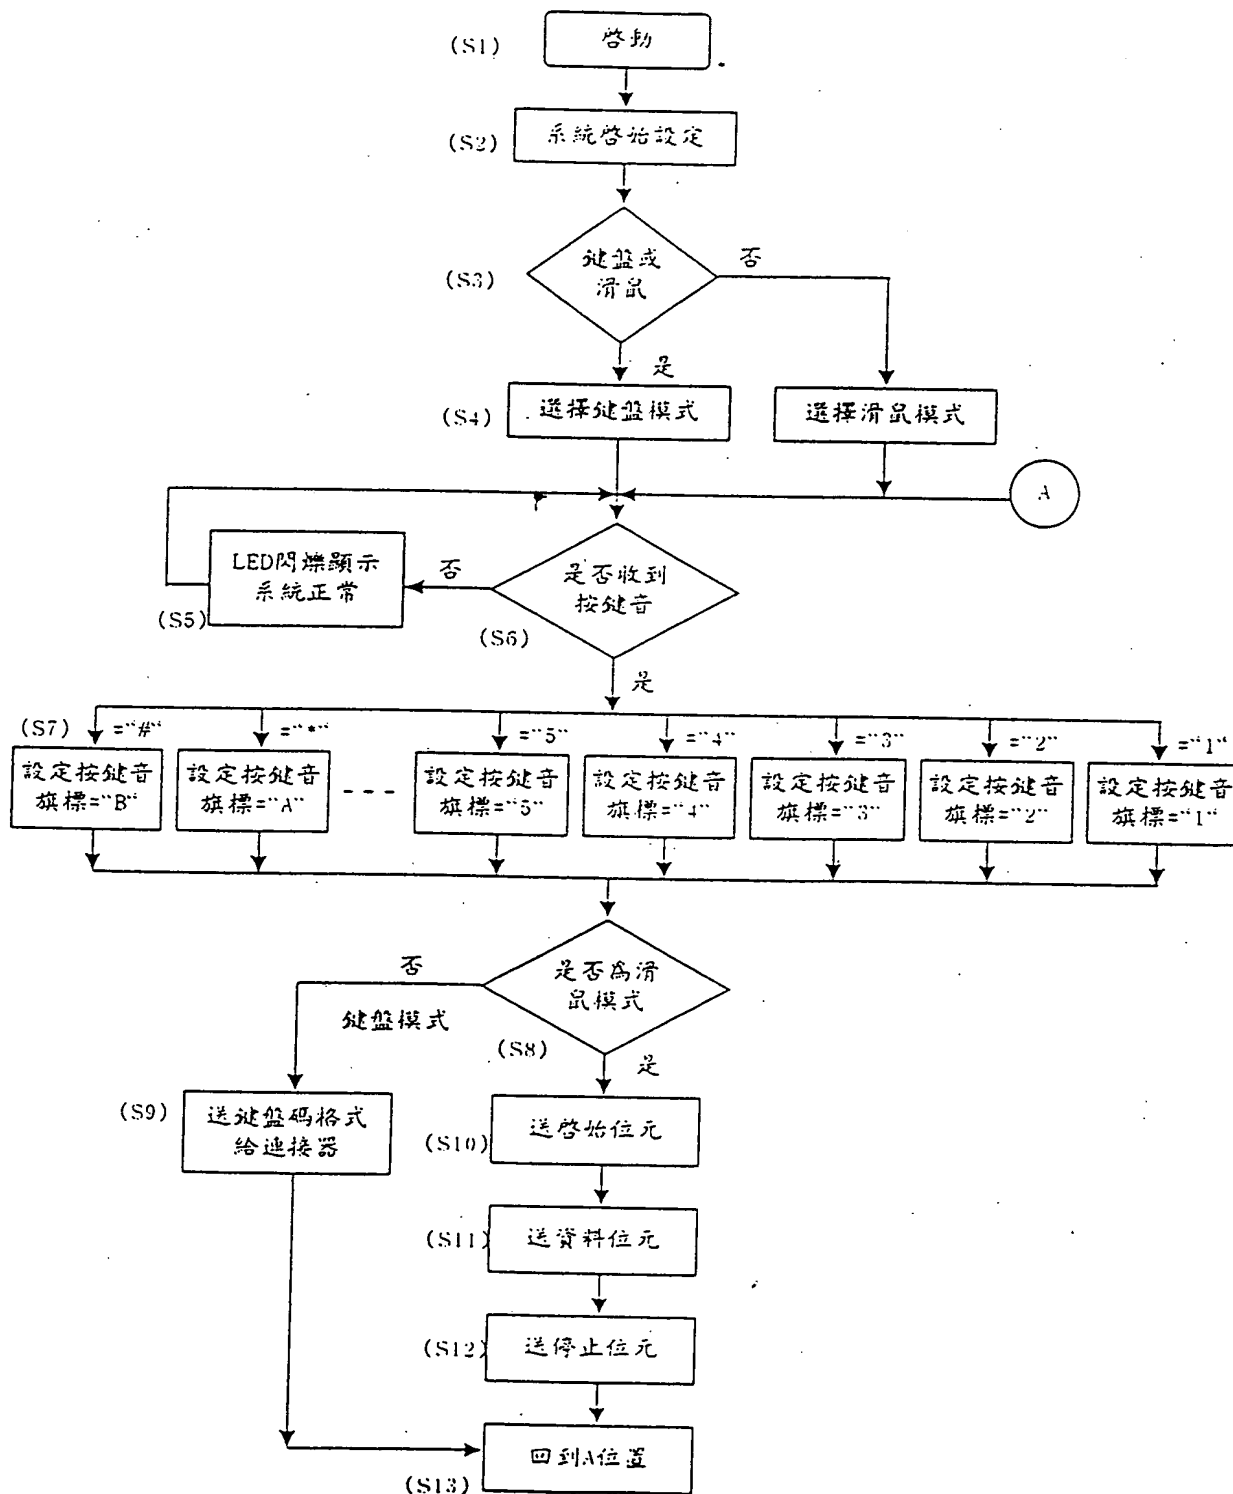 (S1)
啓動
(S2)
系統啓始設定
(S3)
鍵盤或
滑鼠
否
是
(S4)
選擇鍵盤模式
選擇滑鼠模式
A
LED閃爍顯示
系統正常
(S5)
否
是否收到
按鍵音
(S6)
是
(S7)
="#"
="*"
="5"
="4"
="3"
="2"
="1"
設定按鍵音
旗標="B"
設定按鍵音
旗標="A"
---
設定按鍵音
旗標="5"
設定按鍵音
旗標="4"
設定按鍵音
旗標="3"
設定按鍵音
旗標="2"
設定按鍵音
旗標="1"
是否為滑
鼠模式
否
鍵盤模式
(S8)
是
(S9)
送鍵盤碼格式
給連接器
(S10)
送啓始位元
(S11)
送資料位元
(S12)
送停止位元
回到A位置
(S13)